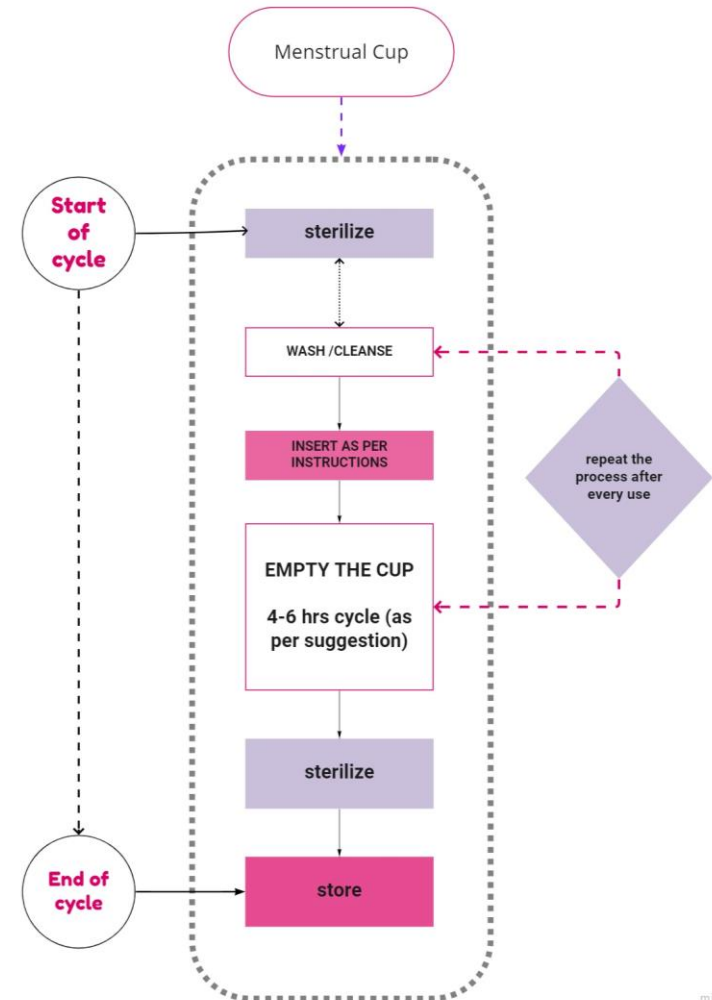 Menstrual Cup
Start
of
cycle
sterilize
WASH /CLEANSE
INSERT AS PER
INSTRUCTIONS
repeat the
process after
every use
EMPTY THE CUP
4-6 hrs cycle (as
per suggestion)
sterilize
End of
cycle
store